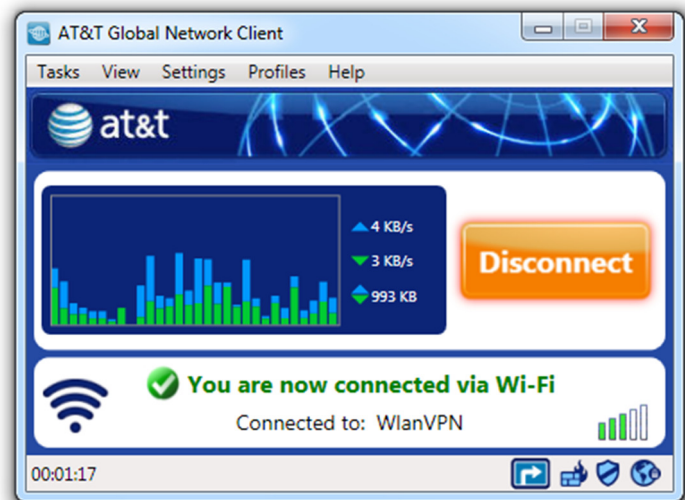 AT&T Global Network Client
Tasks View Settings Profiles Help
at&t
4 KB/s
3 KB/s
993 KB
Disconnect
You are now connected via Wi-Fi
Connected to: WlanVPN
00:01:17